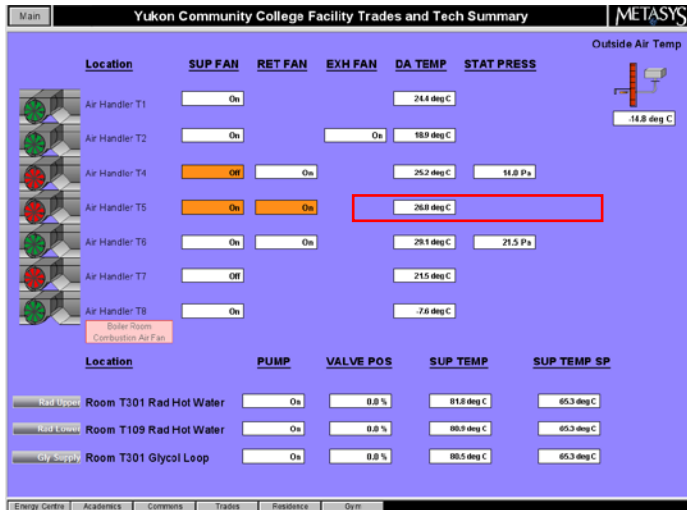 Main Yukon Community College Facility Trades and Tech Summary METASYS
Outside Air Temp
Location SUP FAN RET FAN EXH FAN DA TEMP STAT PRESS
Air Handler T1 On 24.4 deg C
-14.8 deg C
Air Handler T2 On On 18.9 deg C
Air Handler T4 Off On 25.2 deg C 14.0 Pa
Air Handler T5 On On 26.8 deg C
Air Handler T6 On On 29.1 deg C 21.5 Pa
Air Handler T7 Off 21.5 deg C
Air Handler T8 On -7.6 deg C
Boiler Room
Combustion Air Fan
Location PUMP VALVE POS SUP TEMP SUP TEMP SP
Rad Upper Room T301 Rad Hot Water On 0.0 % 81.8 deg C 65.3 deg C
Rad Lower Room T109 Rad Hot Water On 0.0 % 80.9 deg C 65.3 deg C
Gly Supply Room T301 Glycol Loop On 0.0 % 80.5 deg C 65.3 deg C
Energy Centre Academics Commons Trades Residence Gym